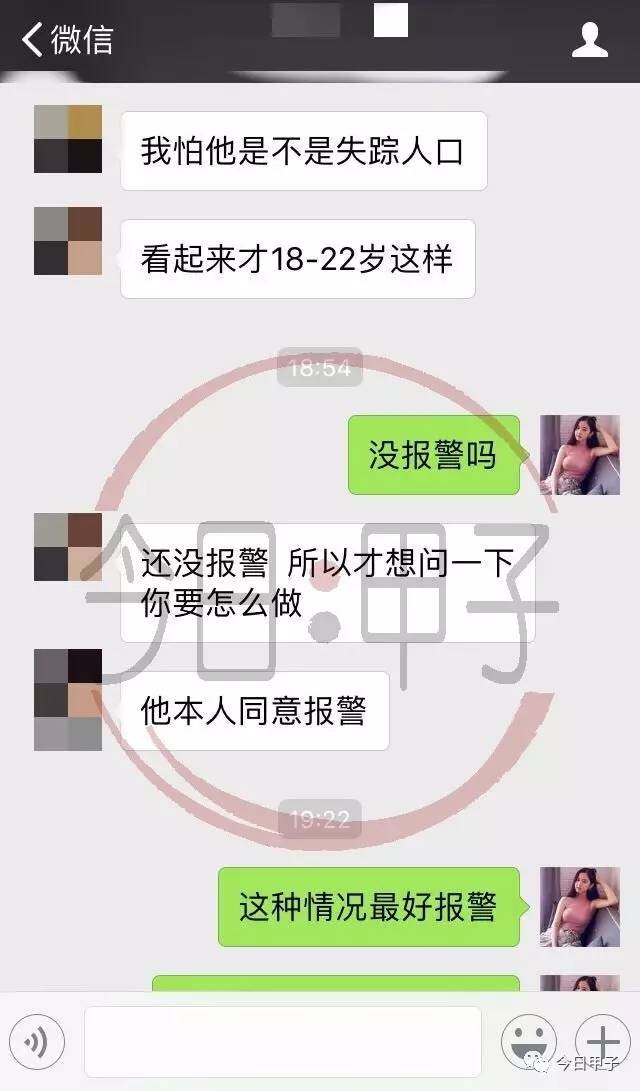 微信
我怕他是不是失踪人口
看起来才18-22岁这样
18:54
没报警吗
还没报警 所以才想问一下
你要怎么做
今日:甲子
他本人同意报警
19:22
这种情况最好报警
今日甲子